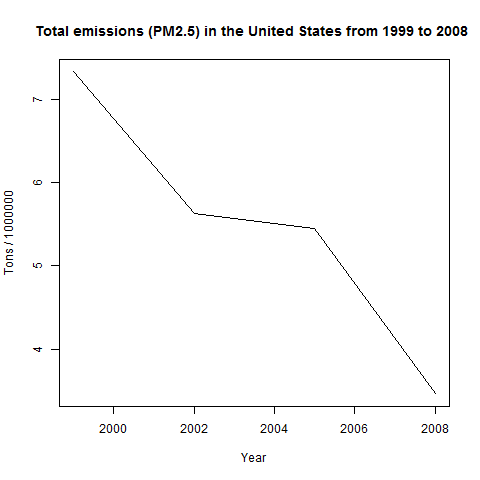 Total emissions (PM2.5) in the United States from 1999 to 2008
Tons / 1000000
7
6
5
4
2000 2002 2004 2006 2008
Year